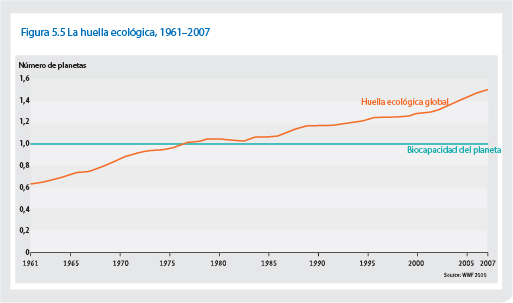 Figura 5.5 La huella ecológica, 1961–2007
Número de planetas
1,6
1,4
Huella ecológica global
1,2
1,0
Biocapacidad del planeta
0,8
0,6
0,4
0,2
0
1961 1965 1970 1975 1980 1985 1990 1995 2000 2005 2007
Source: WWF